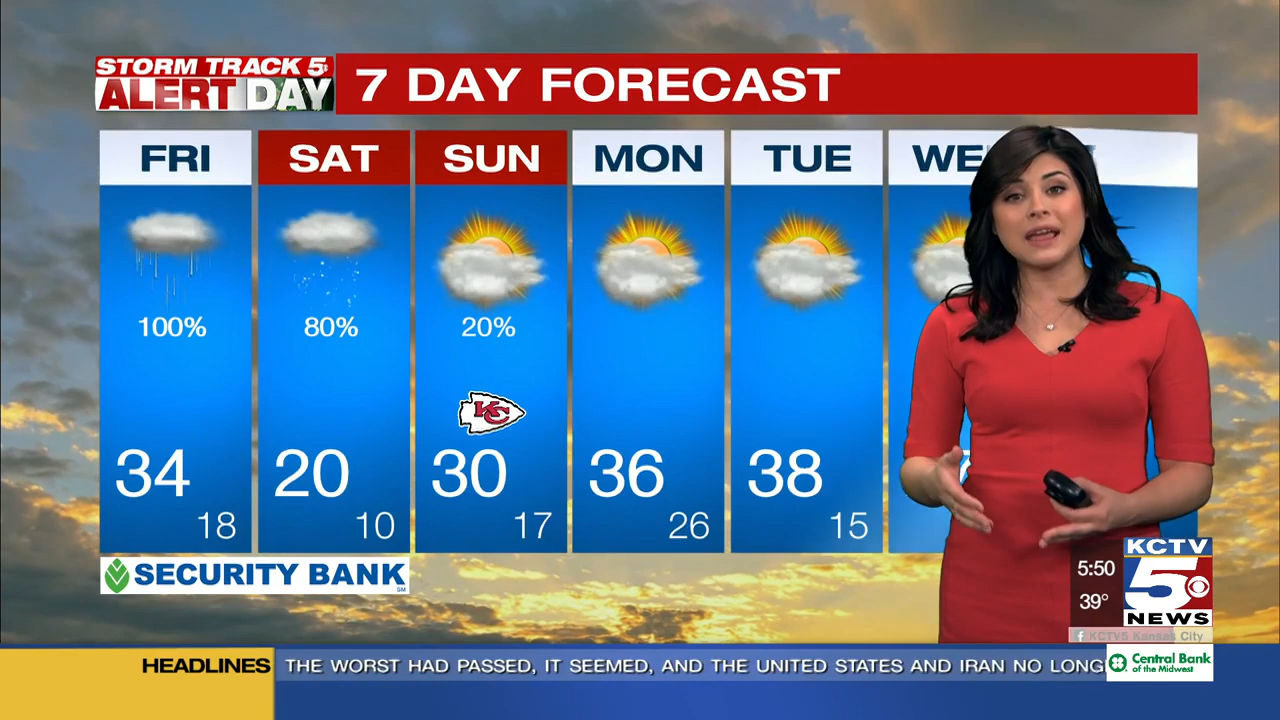 STORM TRACK 5
ALERT DAY
7 DAY FORECAST
FRI SAT SUN MON TUE WE
100% 80% 20%
KC
34 20 30 36 38
18 10 17 26 15
SECURITY BANK
SM
KCTV
5
NEWS
5:50
39°
f KCTV5 Kansas City
HEADLINES THE WORST HAD PASSED, IT SEEMED, AND THE UNITED STATES AND IRAN NO LONG
Central Bank
of the Midwest